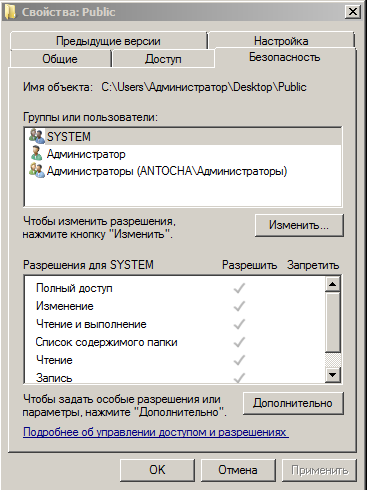 Свойства: Public
Предыдущие версии
Настройка
Общие
Доступ
Безопасность
Имя объекта: C:\Users\Администратор\Desktop\Public
Группы или пользователи:
SYSTEM
Администратор
Администраторы (ANTOCHA\Администраторы)
Чтобы изменить разрешения,
нажмите кнопку "Изменить".
Изменить...
Разрешения для SYSTEM
Разрешить
Запретить
Полный доступ
Изменение
Чтение и выполнение
Список содержимого папки
Чтение
Запись
Чтобы задать особые разрешения или
параметры, нажмите "Дополнительно".
Дополнительно
Подробнее об управлении доступом и разрешениях
OK
Отмена
Применить